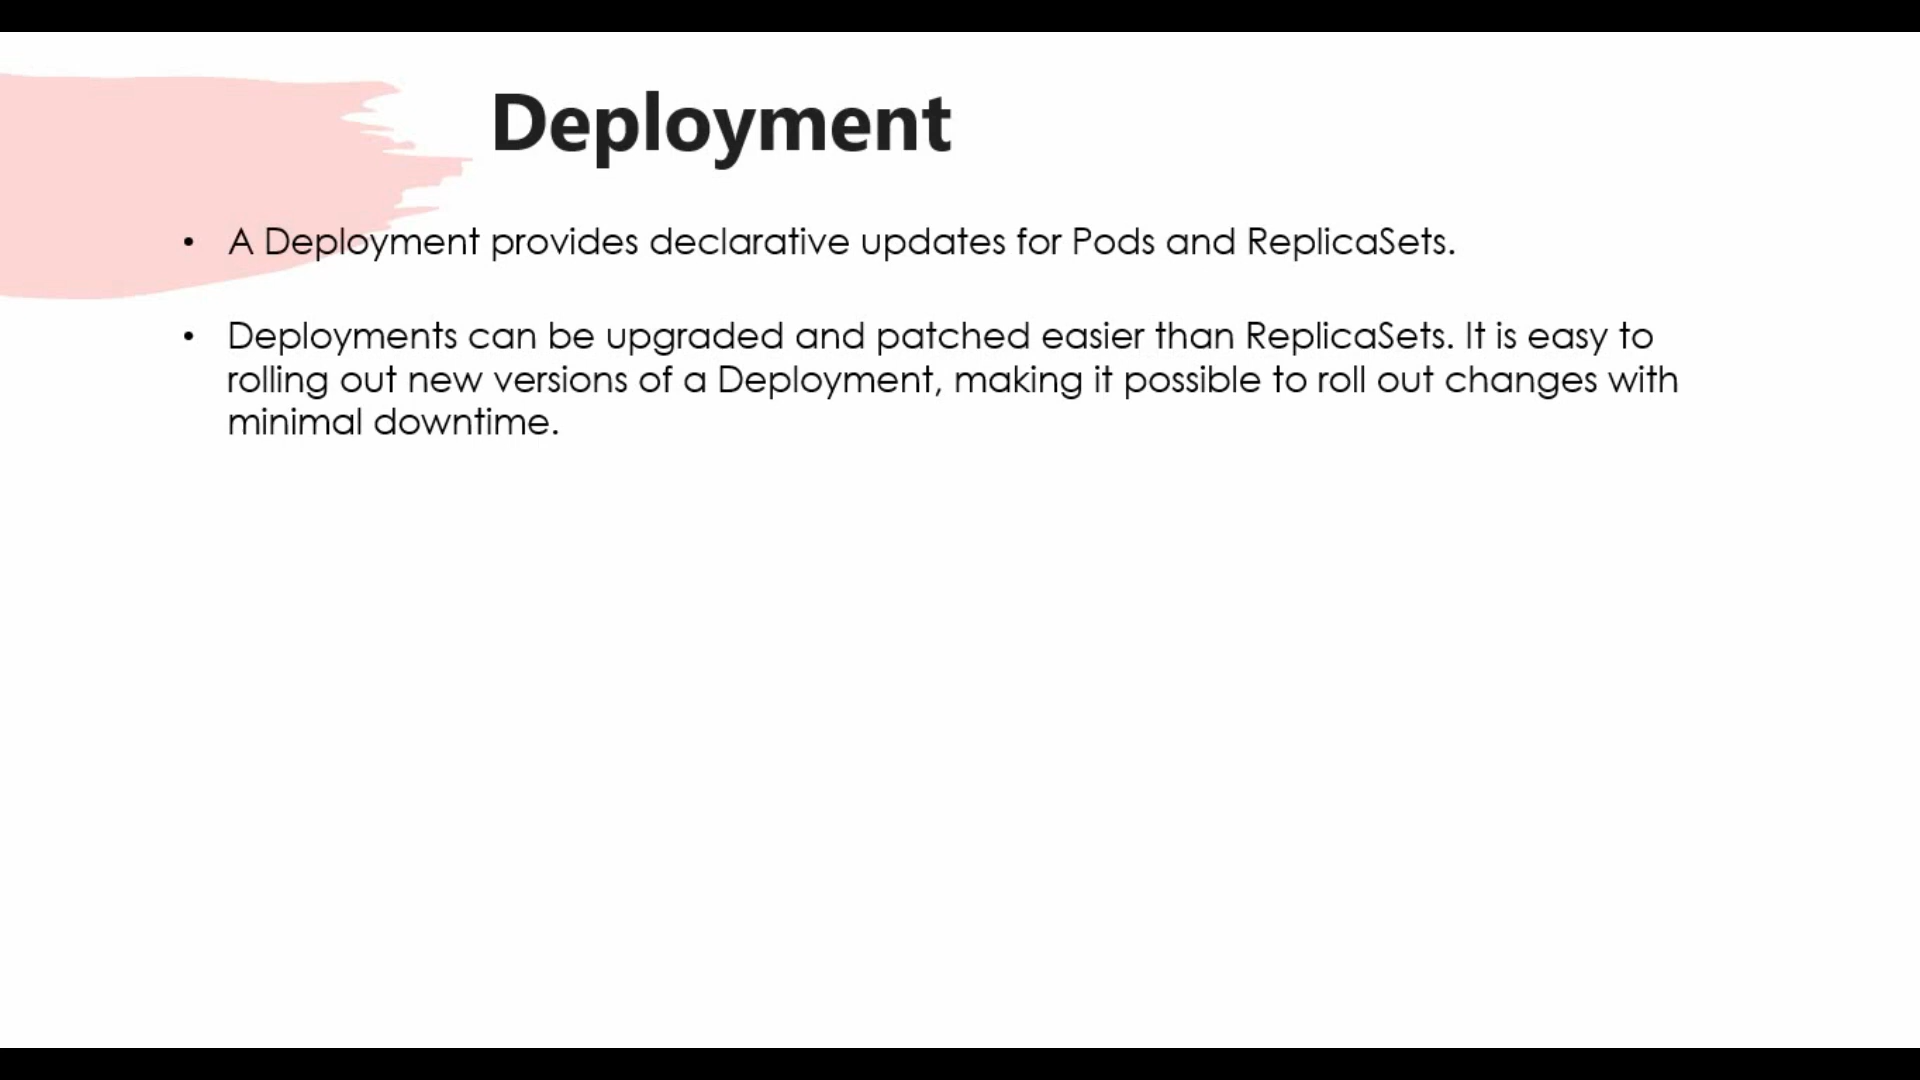 Deployment
• A Deployment provides declarative updates for Pods and ReplicaSets.
• Deployments can be upgraded and patched easier than ReplicaSets. It is easy to
rolling out new versions of a Deployment, making it possible to roll out changes with
minimal downtime.